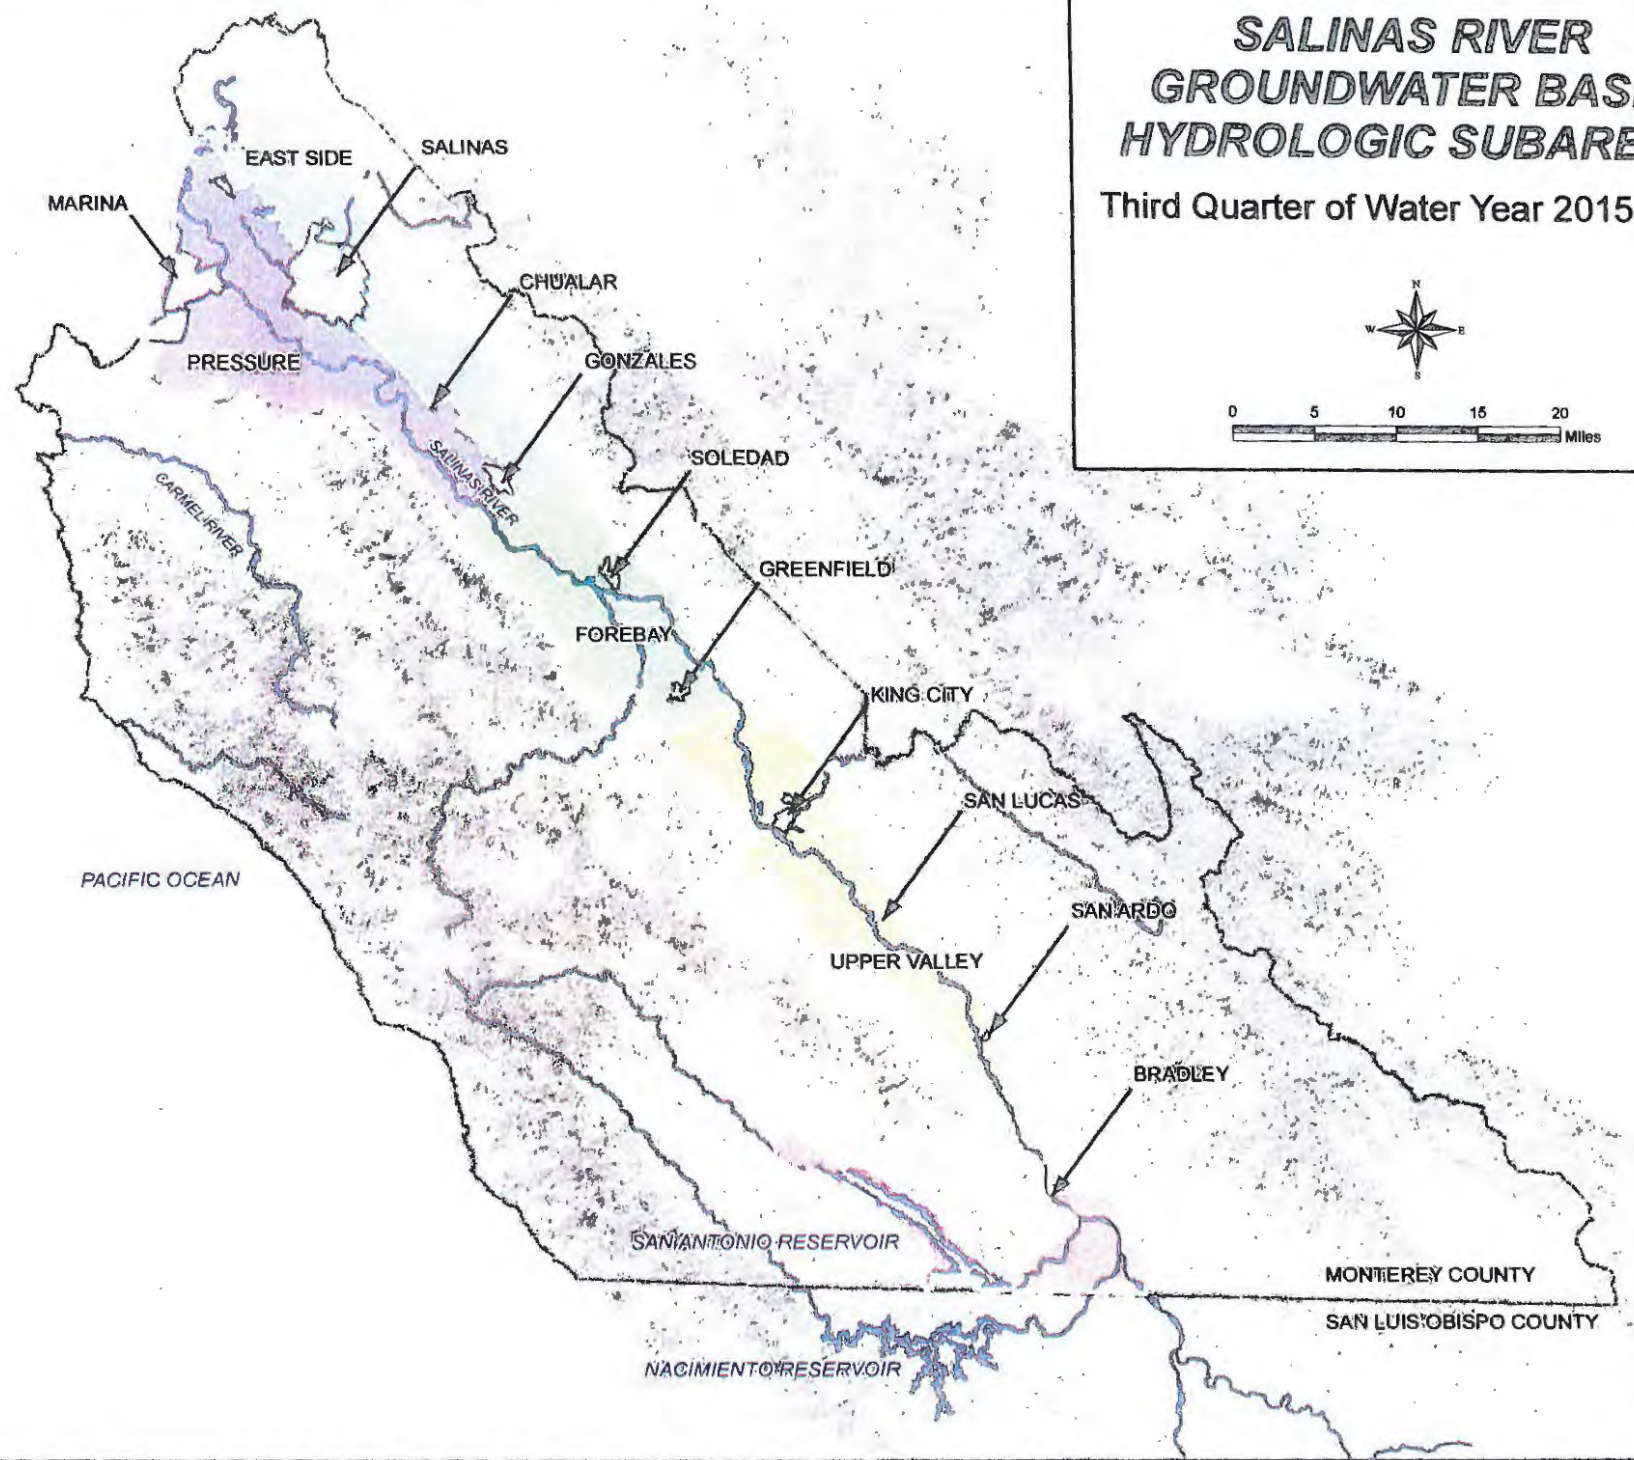 SALINAS RIVER
GROUNDWATER BAS
HYDROLOGIC SUBARE
Third Quarter of Water Year 2015
N
W
E
S
0 5 10 15 20
Miles
EAST SIDE
SALINAS
MARINA
CHUALAR
PRESSURE
GONZALES
SALINAS RIVER
SOLEDAD
CARMEL RIVER
GREENFIELD
FOREBAY
KING CITY
SAN LUCAS
PACIFIC OCEAN
SAN ARDO
UPPER VALLEY
BRADLEY
SAN ANTONIO RESERVOIR
MONTEREY COUNTY
SAN LUIS OBISPO COUNTY
NACIMIENTO RESERVOIR